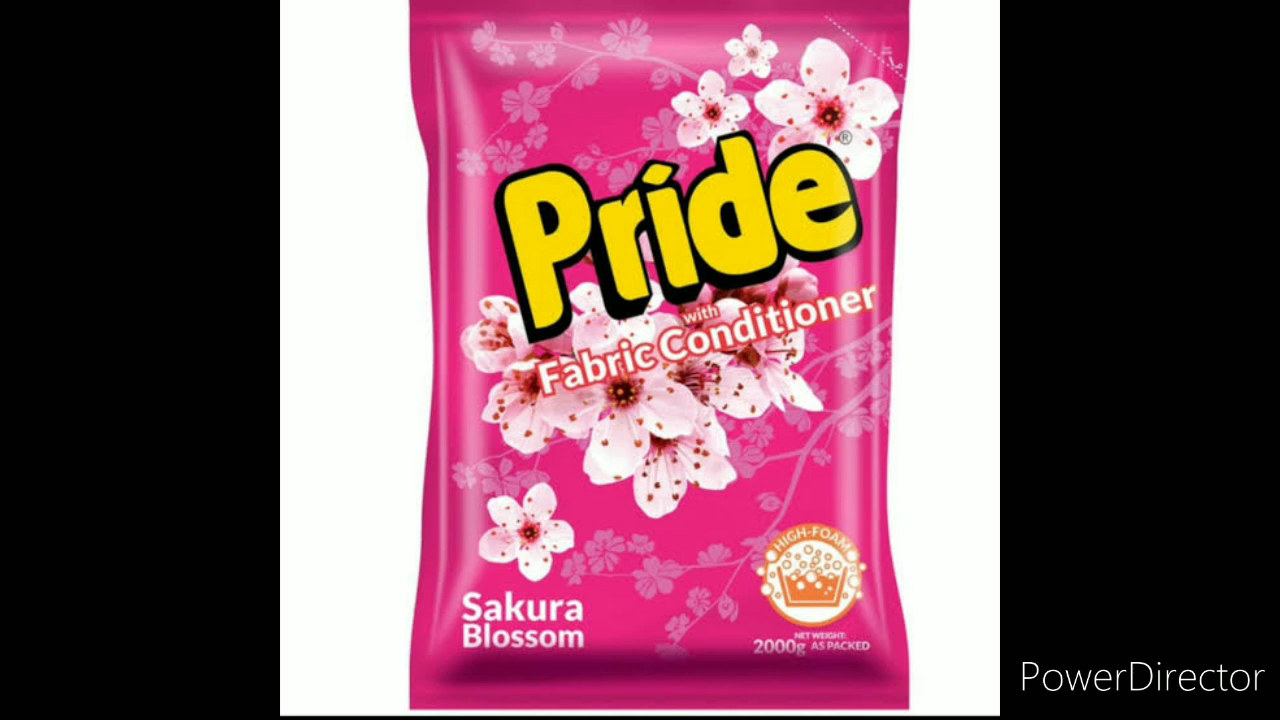 Pride®
with
Fabric Conditioner
HIGH-FOAM
Sakura
Blossom
NET WEIGHT:
2000g AS PACKED
PowerDirector